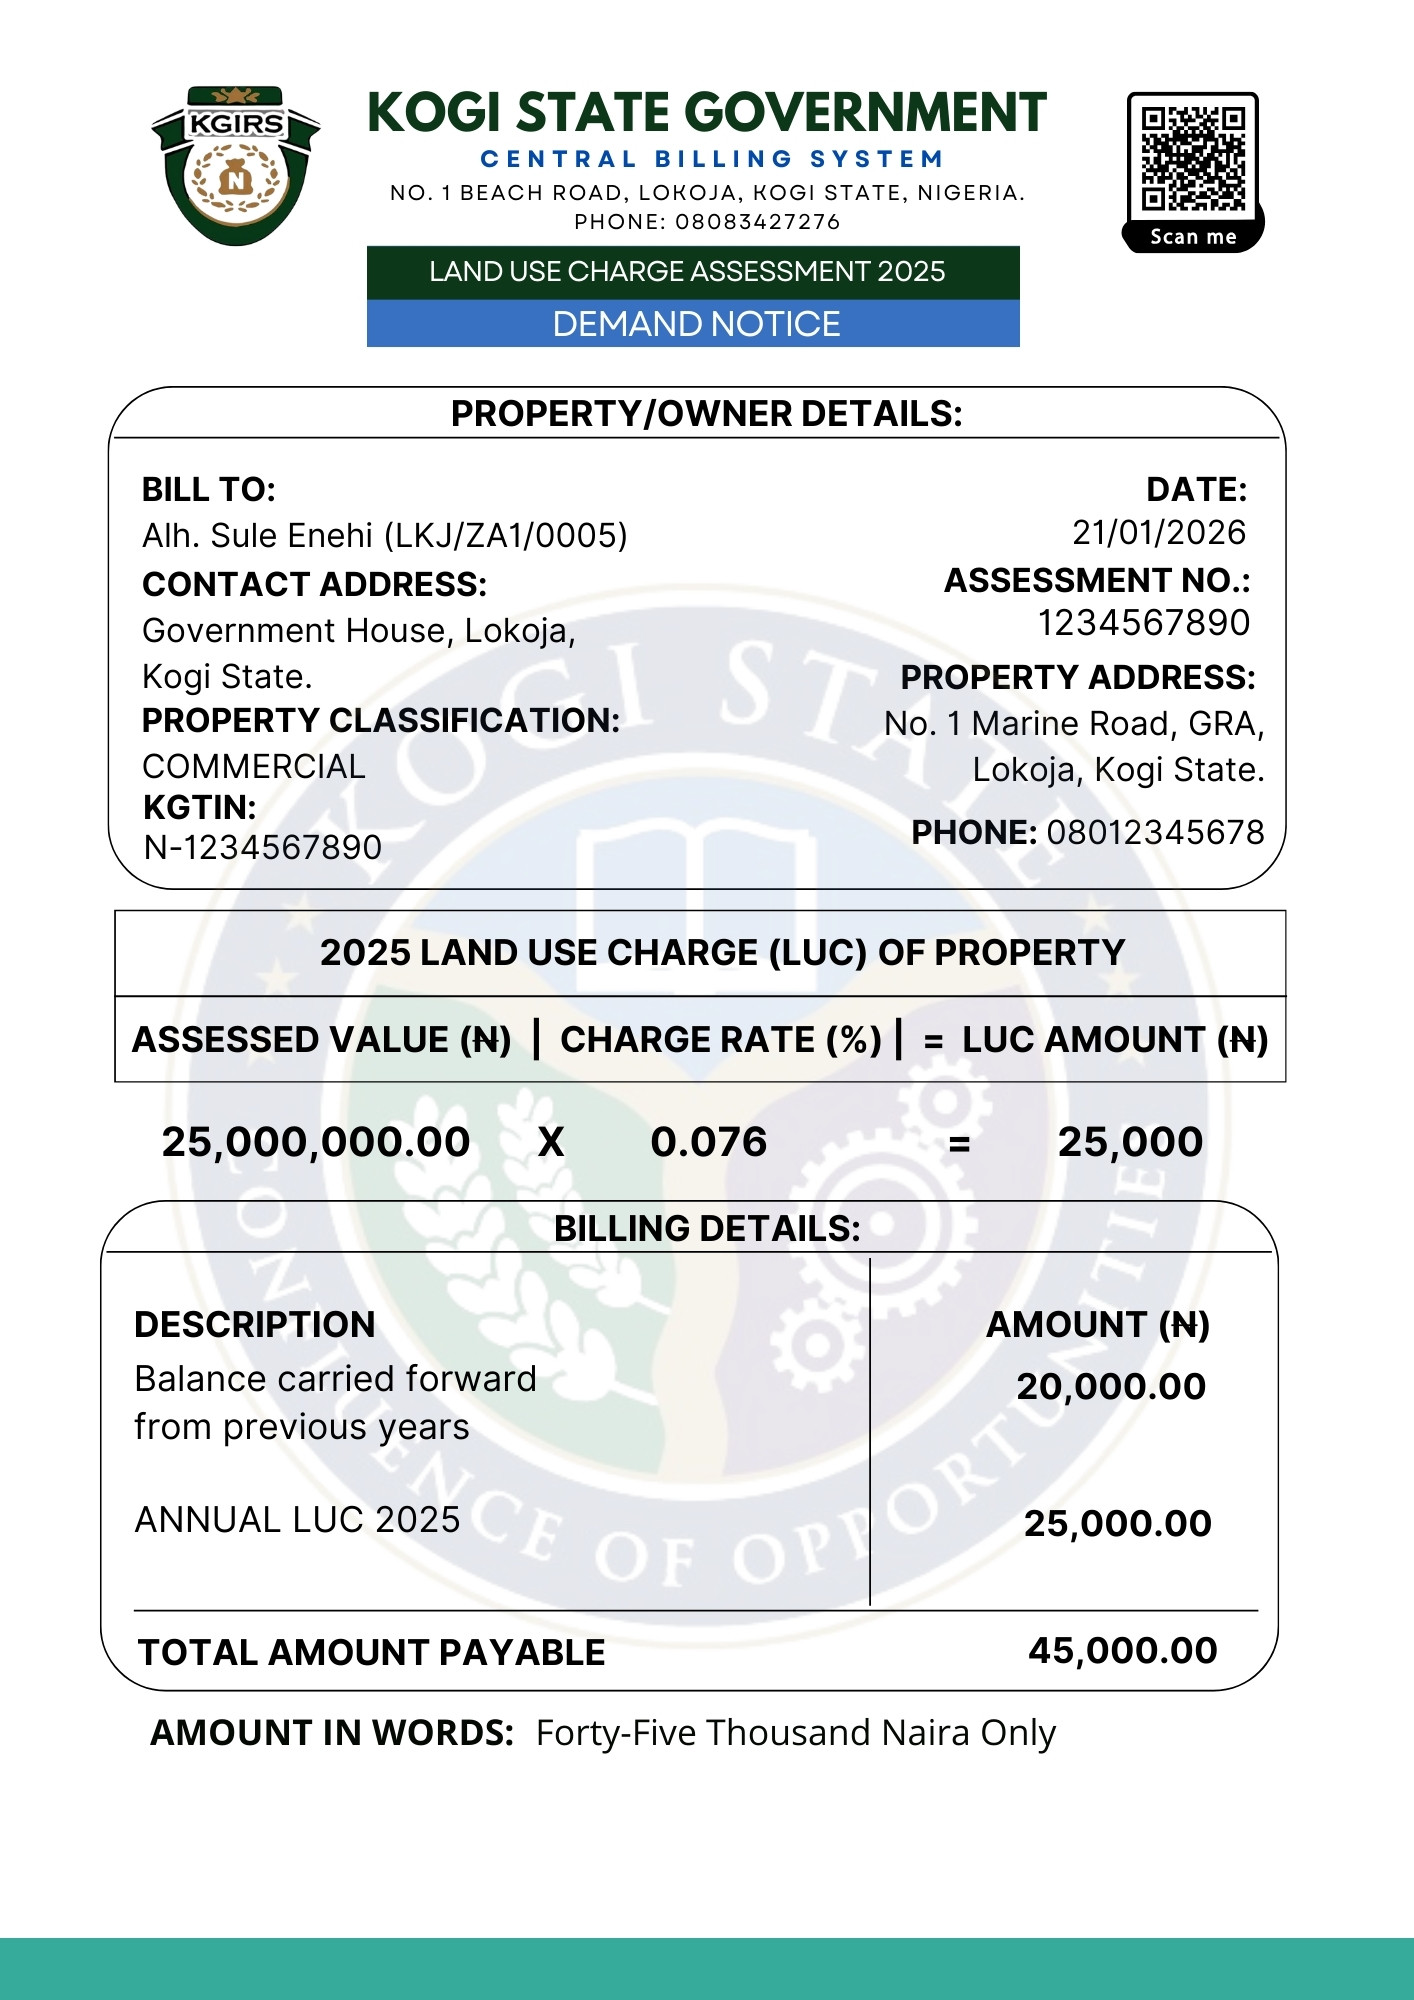 KGIRS
N
KOGI STATE GOVERNMENT
CENTRAL BILLING SYSTEM
NO. 1 BEACH ROAD, LOKOJA, KOGI STATE, NIGERIA.
PHONE: 08083427276
Scan me
LAND USE CHARGE ASSESSMENT 2025
DEMAND NOTICE
PROPERTY/OWNER DETAILS:
BILL TO:
Alh. Sule Enehi (LKJ/ZA1/0005)
CONTACT ADDRESS:
Government House, Lokoja,
Kogi State.
PROPERTY CLASSIFICATION:
COMMERCIAL
KGTIN:
N-1234567890
DATE:
21/01/2026
ASSESSMENT NO.:
1234567890
PROPERTY ADDRESS:
No. 1 Marine Road, GRA,
Lokoja, Kogi State.
PHONE: 08012345678
KOGI STATE
CONFLUENCE OF OPPORTUNITIES
2025 LAND USE CHARGE (LUC) OF PROPERTY
ASSESSED VALUE (₦) | CHARGE RATE (%) | = LUC AMOUNT (₦)
25,000,000.00 X 0.076 = 25,000
BILLING DETAILS:
DESCRIPTION AMOUNT (₦)
Balance carried forward 20,000.00
from previous years
ANNUAL LUC 2025 25,000.00
TOTAL AMOUNT PAYABLE 45,000.00
AMOUNT IN WORDS: Forty-Five Thousand Naira Only